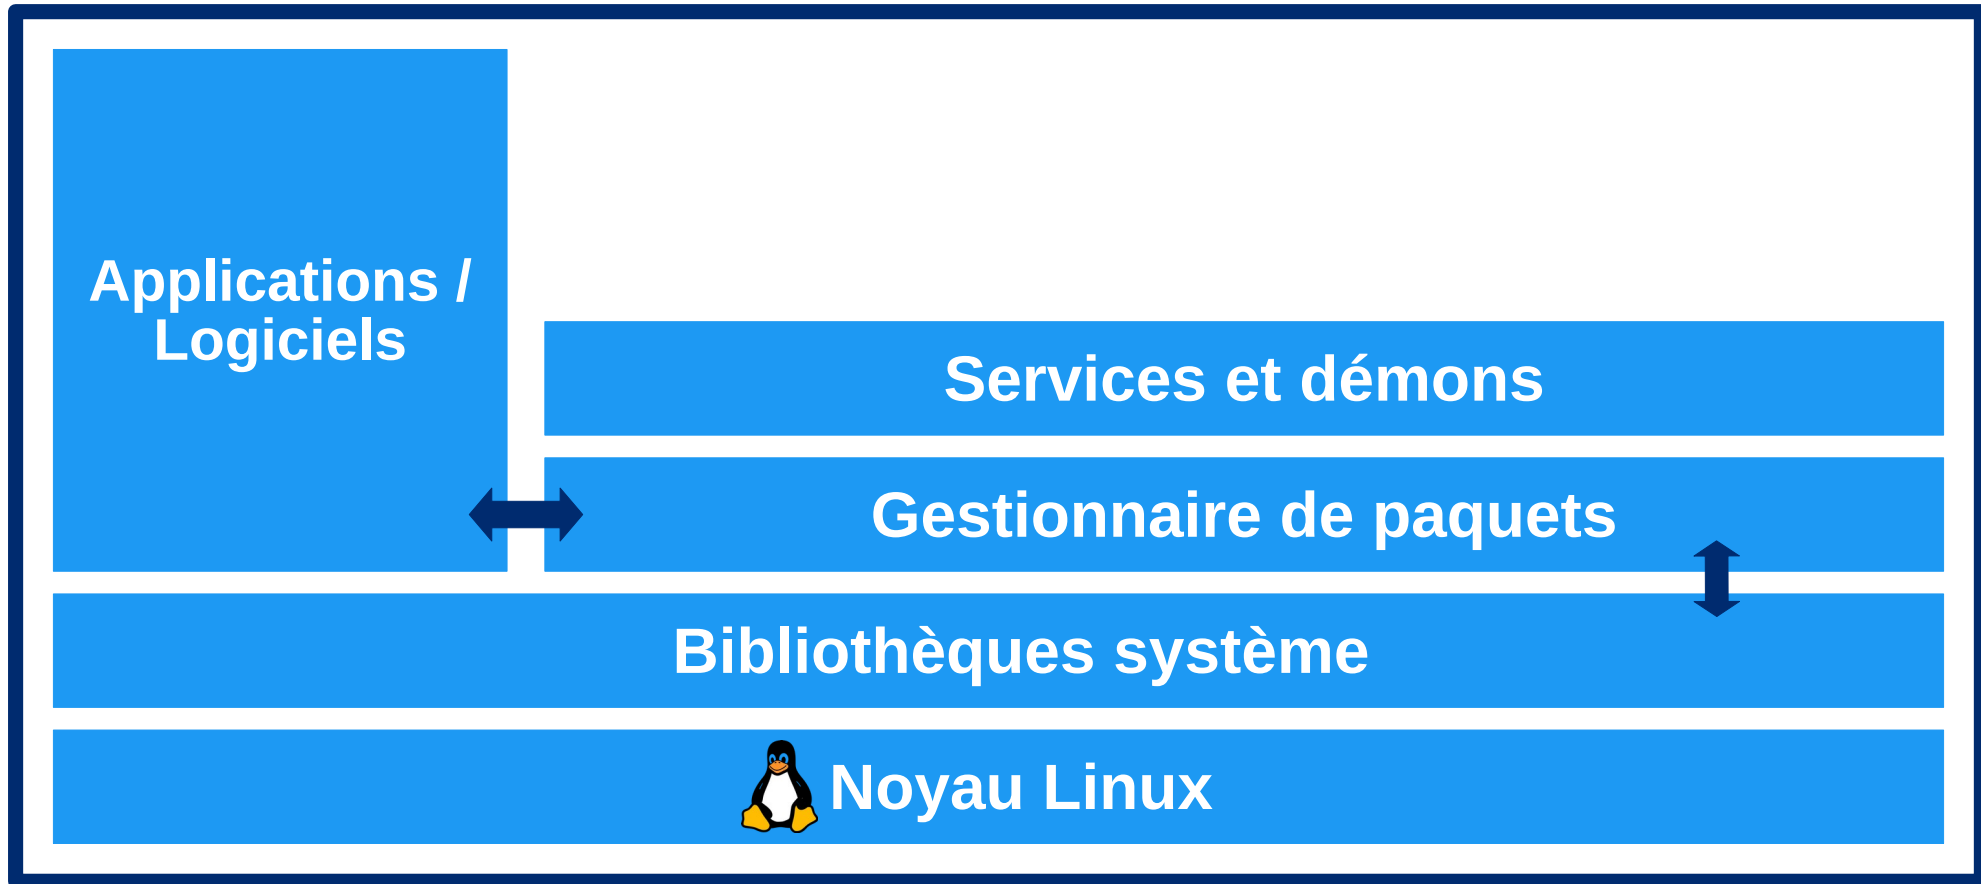 Applications /
Logiciels
Services et démons
Gestionnaire de paquets
Bibliothèques système
Noyau Linux